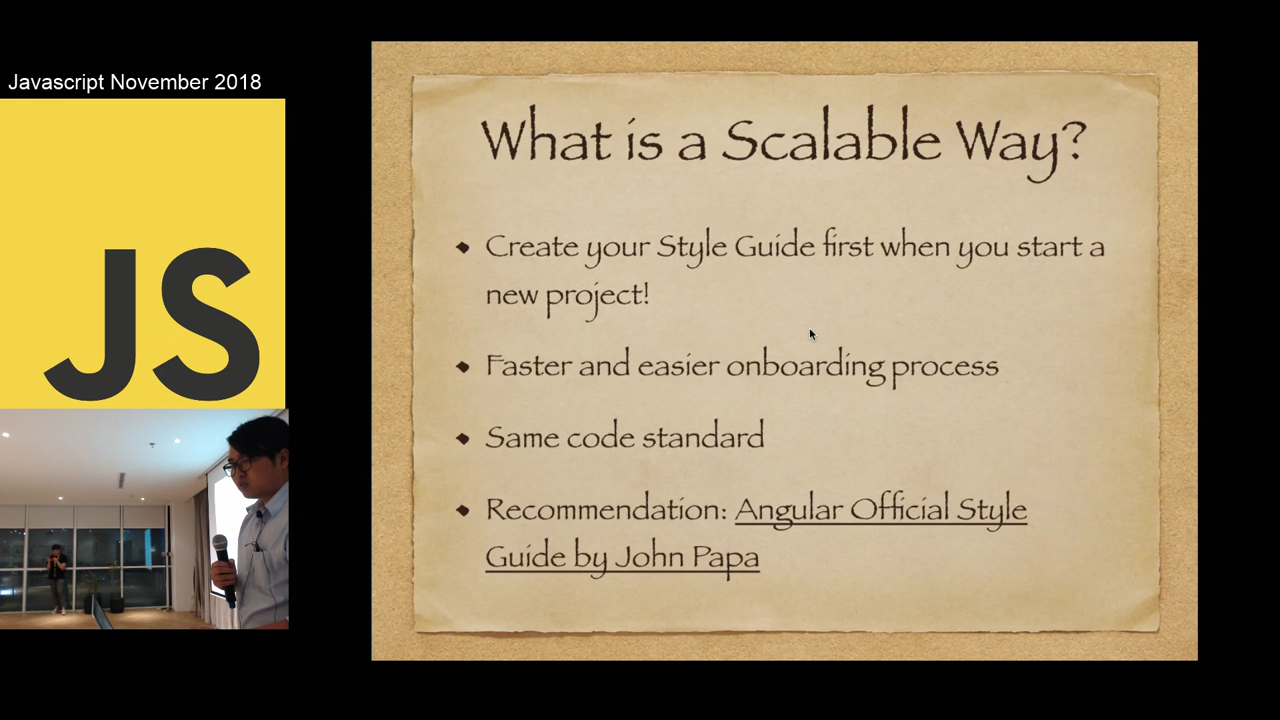 Javascript November 2018
JS
What is a Scalable Way?
Create your Style Guide first when you start a
new project!
Faster and easier onboarding process
Same code standard
Recommendation: Angular Official Style
Guide by John Papa